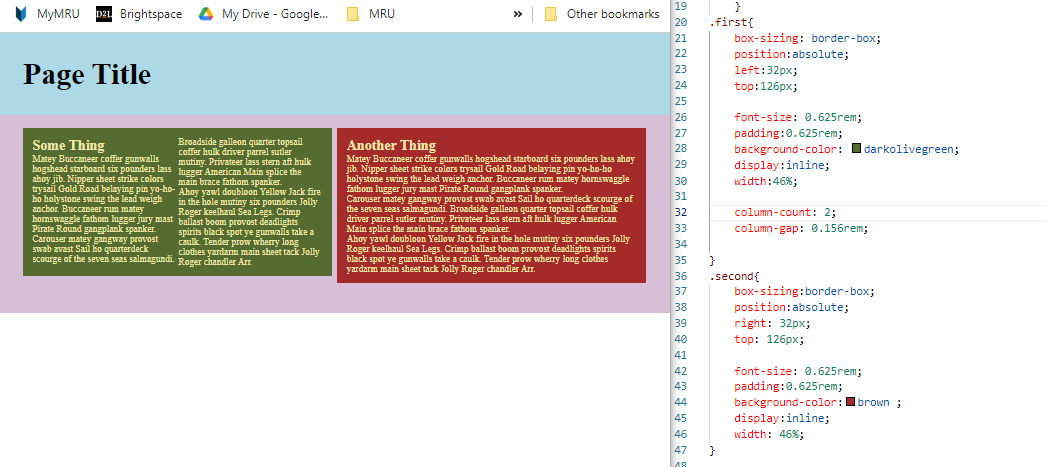 MyMRU
D2L Brightspace
My Drive - Google...
MRU
»
Other bookmarks
Page Title
Some Thing
Matey Buccaneer coffer gunwalls
hogshead starboard six pounders lass
ahoy jib. Nipper sheet strike colors
trysail Gold Road belaying pin yo-ho-
ho holystone swing the lead weigh
anchor. Buccaneer rum matey
hornswaggle fathom lugger jury mast
Pirate Round gangplank spanker.
Carouser matey gangway provost
swab avast Sail ho quarterdeck
scourge of the seven seas salmagundi.
Broadside galleon quarter topsail
coffer hulk driver parrel sutler
mutiny. Privateer lass stern aft hulk
lugger American Main splice the
main brace fathom spanker.
Ahoy yawl doubloon Yellow Jack fire
in the hole mutiny six pounders Jolly
Roger keelhaul Sea Legs. Crimp
ballast boom provost deadlights
spirits black spot ye gunwalls take a
caulk. Tender prow wherry long
clothes yardarm main sheet tack Jolly
Roger chandler Arr.
Another Thing
Matey Buccaneer coffer gunwalls hogshead starboard six pounders lass ahoy
jib. Nipper sheet strike colors trysail Gold Road belaying pin yo-ho-ho
holystone swing the lead weigh anchor. Buccaneer rum matey hornswaggle
fathom lugger jury mast Pirate Round gangplank spanker.
Carouser matey gangway provost swab avast Sail ho quarterdeck scourge of
the seven seas salmagundi. Broadside galleon quarter topsail coffer hulk
driver parrel sutler mutiny. Privateer lass stern aft hulk lugger American
Main splice the main brace fathom spanker.
Ahoy yawl doubloon Yellow Jack fire in the hole mutiny six pounders Jolly
Roger keelhaul Sea Legs. Crimp ballast boom provost deadlights spirits
black spot ye gunwalls take a caulk. Tender prow wherry long clothes
yardarm main sheet tack Jolly Roger chandler Arr.
19 }
20 .first{
21 box-sizing: border-box;
22 position:absolute;
23 left:32px;
24 top:126px;
25
26 font-size: 0.625rem;
27 padding:0.625rem;
28 background-color: darkolivegreen;
29 display:inline;
30 width:46%;
31
32 column-count: 2;
33 column-gap: 0.156rem;
34
35 }
36 .second{
37 box-sizing:border-box;
38 position:absolute;
39 right: 32px;
40 top: 126px;
41
42 font-size: 0.625rem;
43 padding:0.625rem;
44 background-color: brown ;
45 display:inline;
46 width: 46%;
47 }
48